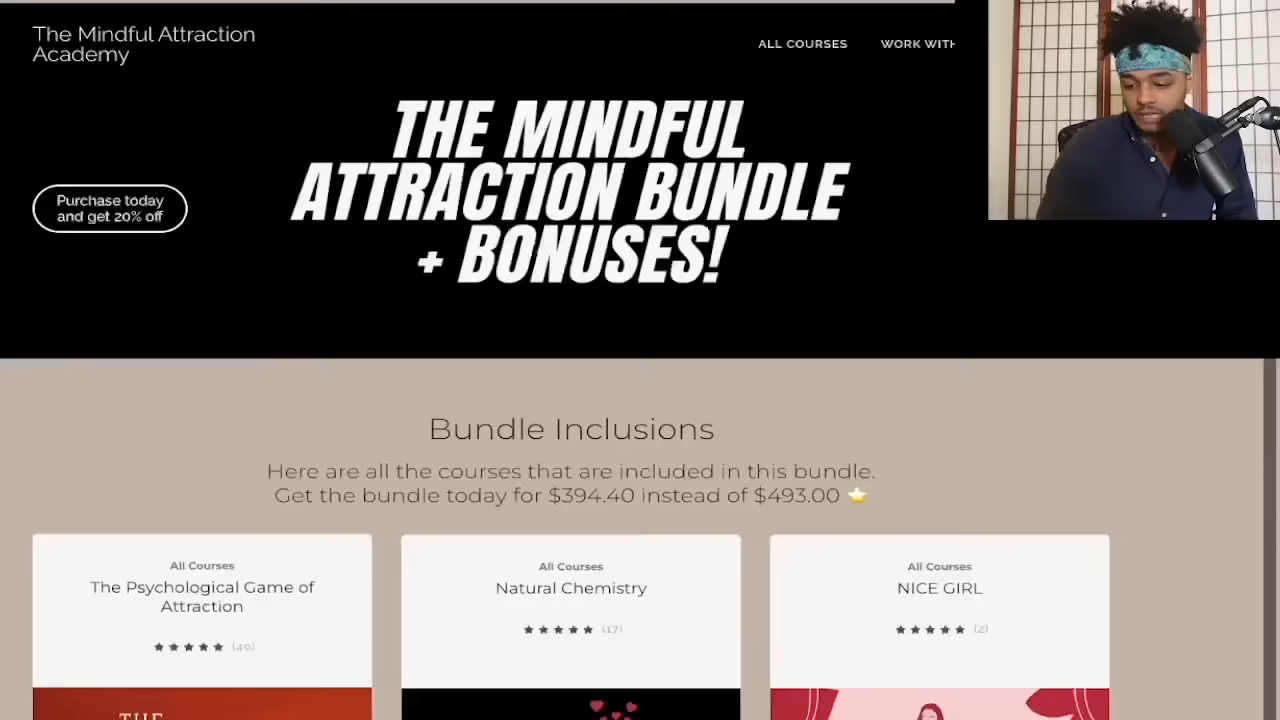 The Mindful Attraction
Academy
ALL COURSES
Purchase today
and get 20% off
THE MINDFUL
ATTRACTION BUNDLE
+ BONUSES!
Bundle Inclusions
Here are all the courses that are included in this bundle.
Get the bundle today for $394.40 instead of $493.00 ⭐
All Courses
The Psychological Game of
Attraction
★ ★ ★ ★ ★
All Courses
Natural Chemistry
★ ★ ★ ★ ★ (17)
All Courses
NICE GIRL
★ ★ ★ ★ ★ (2)
THE